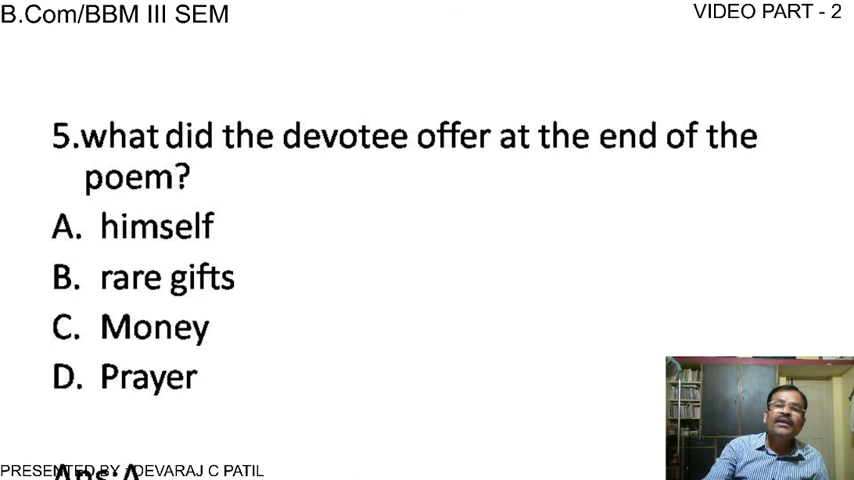 B.Com/BBM III SEM
VIDEO PART - 2
5.what did the devotee offer at the end of the
poem?
A. himself
B. rare gifts
C. Money
D. Prayer
Ans:A
PRESENTED BY : DEVARAJ C PATIL